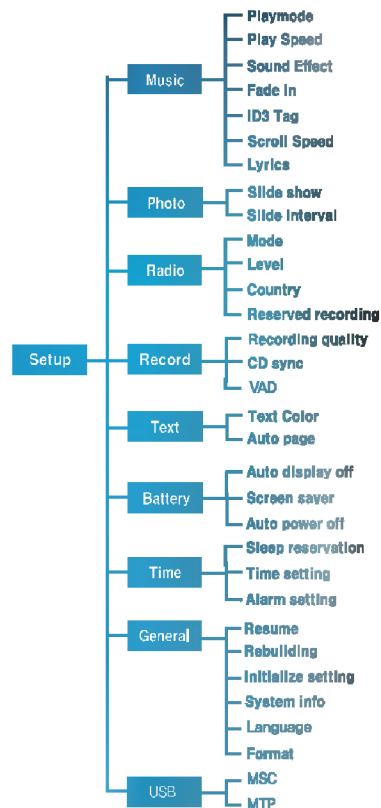 Setup
Music
Playmode
Play Speed
Sound Effect
Fade In
ID3 Tag
Scroll Speed
Lyrics
Photo
Slide show
Slide interval
Radio
Mode
Level
Country
Reserved recording
Record
Recording quality
CD sync
VAD
Text
Text Color
Auto page
Battery
Auto display off
Screen saver
Auto power off
Time
Sleep reservation
Time setting
Alarm setting
General
Resume
Rebuilding
Initialize setting
System info
Language
Format
USB
MSC
MTP